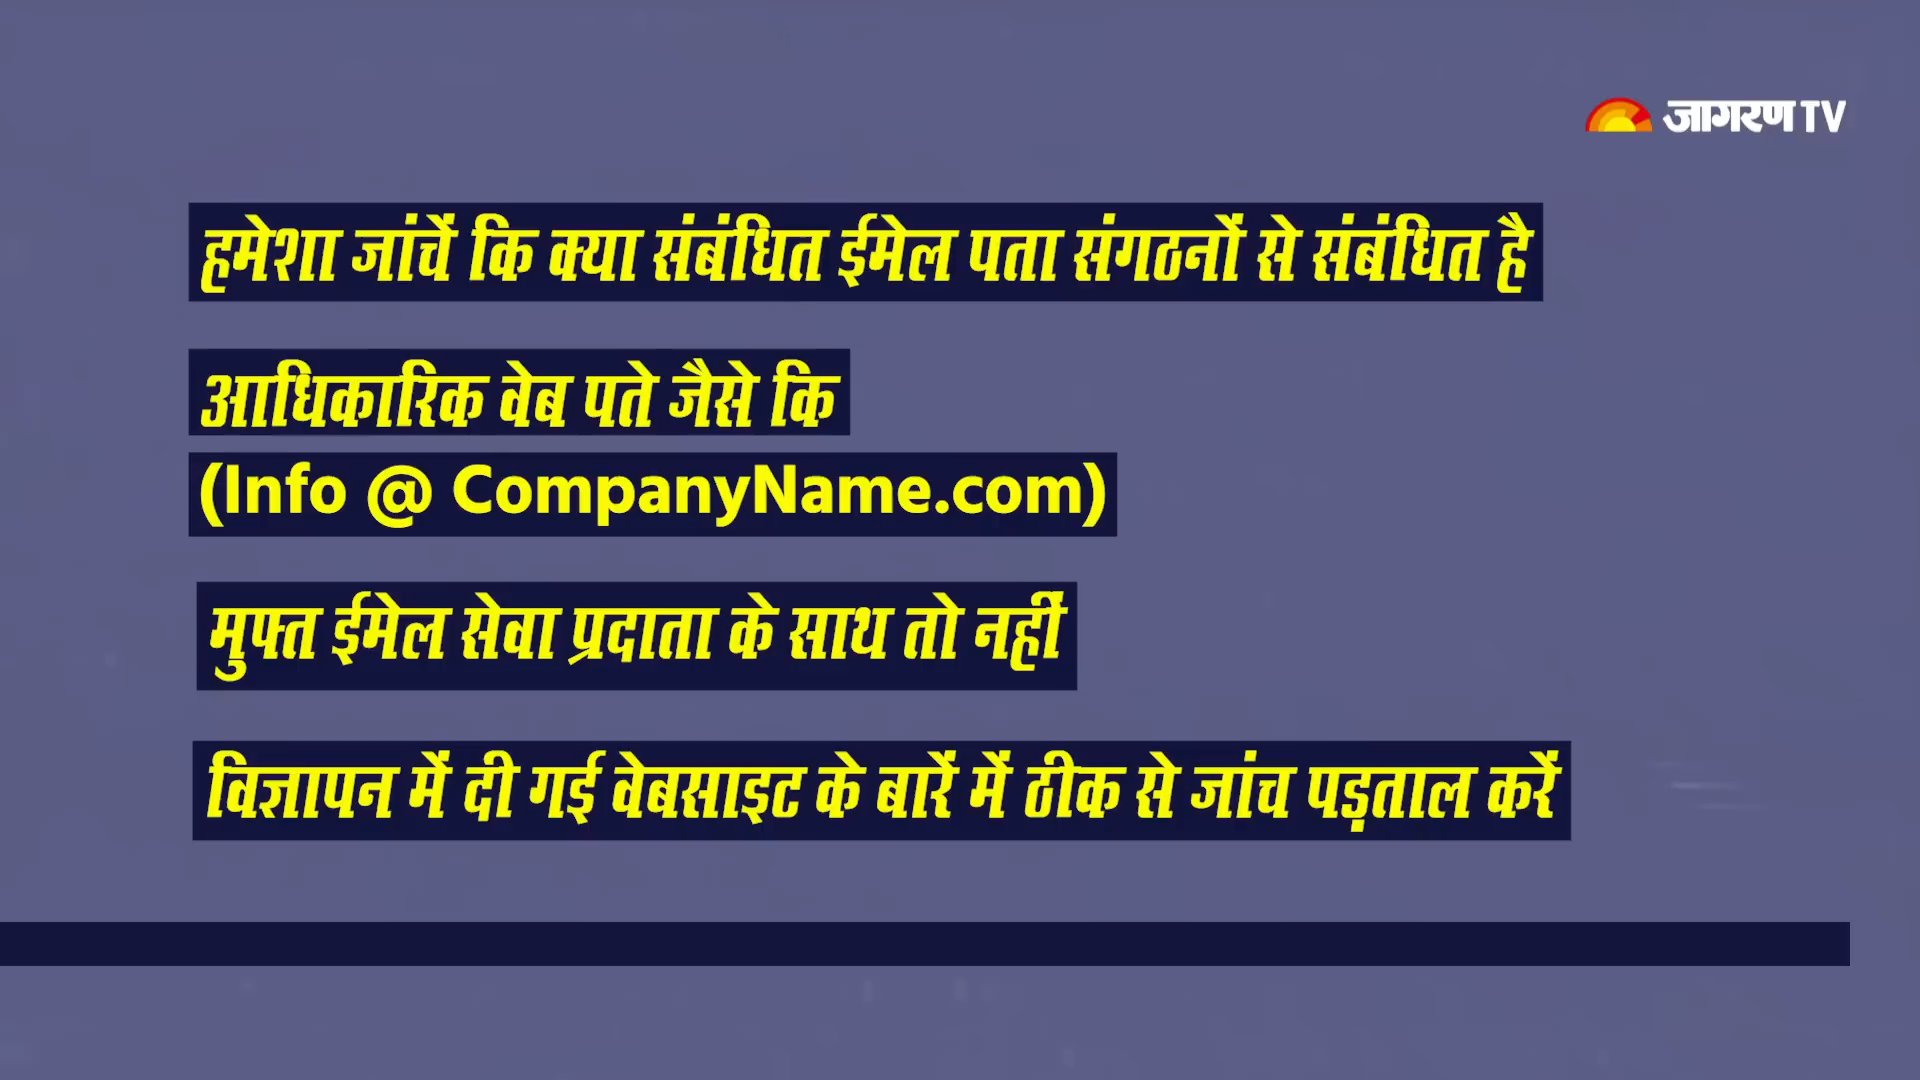 जागरण TV
हमेशा जांचें कि क्या संबंधित ईमेल पता संगठनों से संबंधित है
आधिकारिक वेब पते जैसे कि
(Info @ CompanyName.com)
मुफ्त ईमेल सेवा प्रदाता के साथ तो नहीं
विज्ञापन में दी गई वेबसाइट के बारें में ठीक से जांच पड़ताल करें